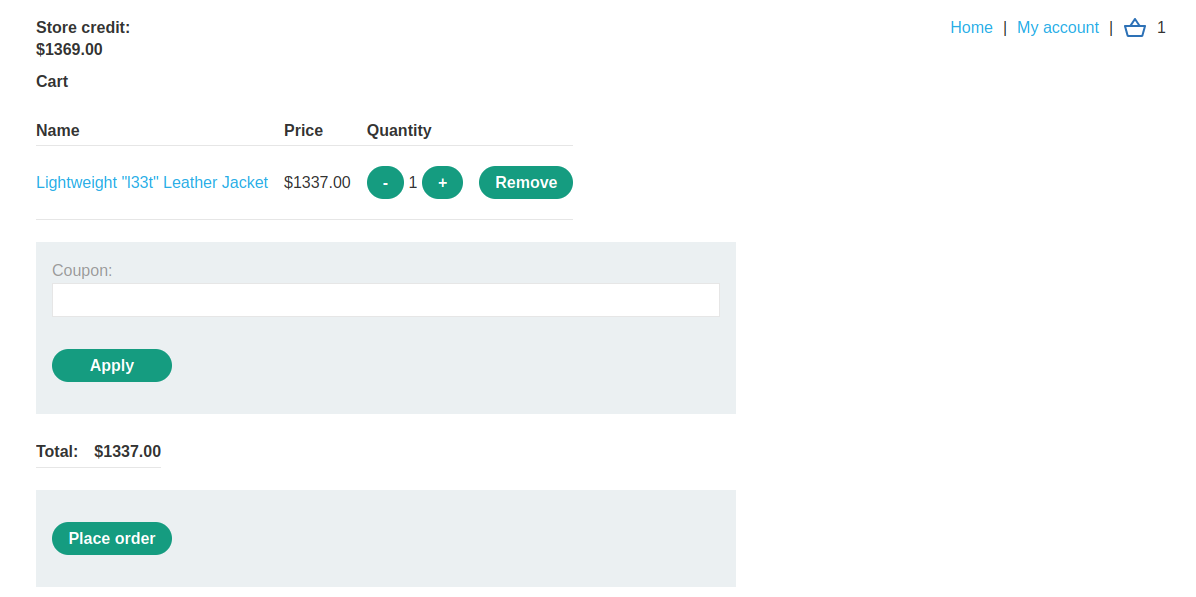 Store credit:
$1369.00
Home | My account | 1
Cart
Name Price Quantity
Lightweight "l33t" Leather Jacket $1337.00 - 1 + Remove
Coupon:
Apply
Total: $1337.00
Place order